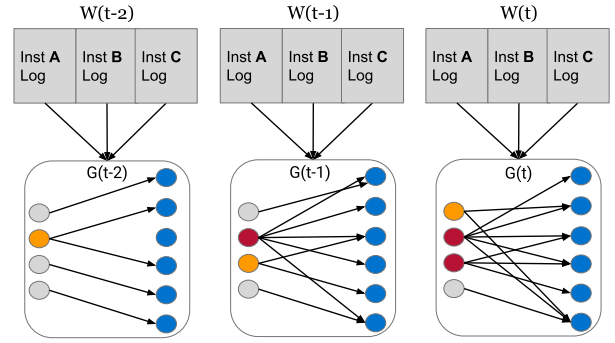 W(t-2)
Inst A Log
Inst B Log
Inst C Log
G(t-2)
W(t-1)
Inst A Log
Inst B Log
Inst C Log
G(t-1)
W(t)
Inst A Log
Inst B Log
Inst C Log
G(t)